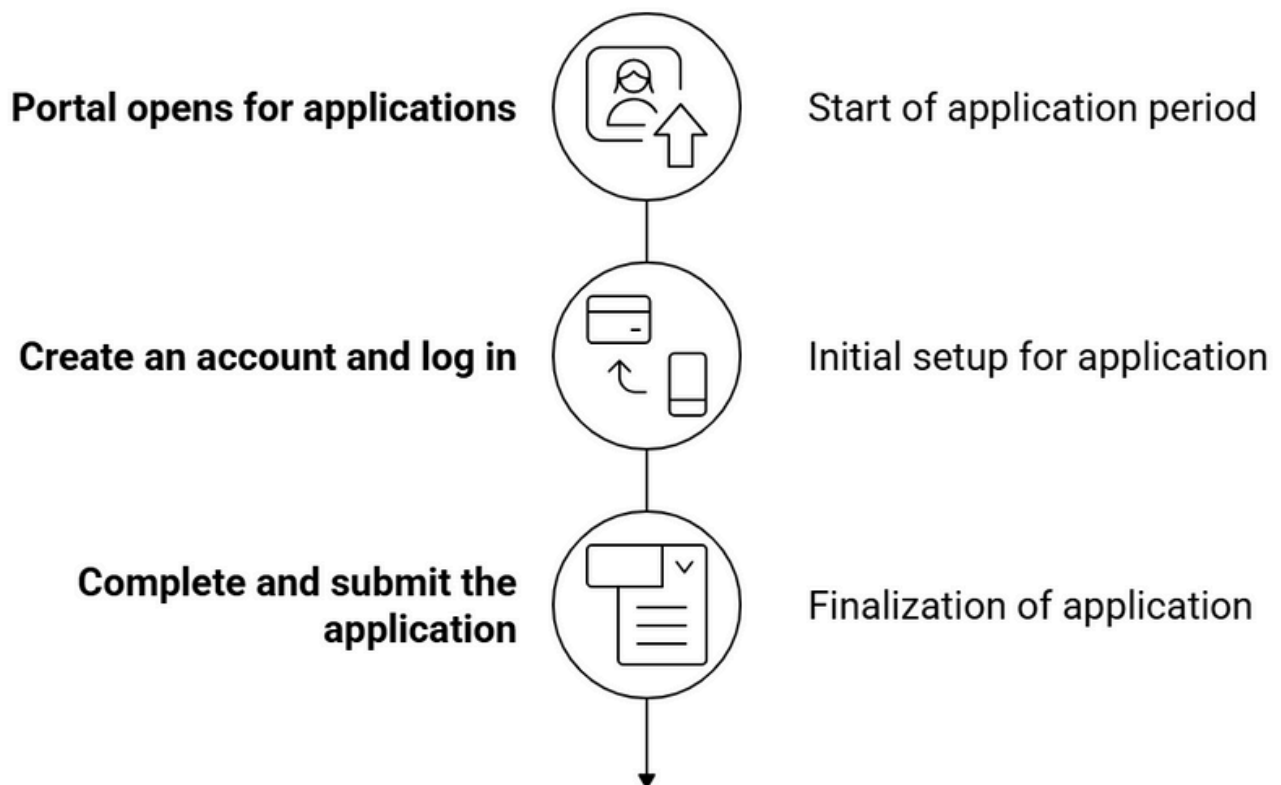 Portal opens for applications
Start of application period
Create an account and log in
Initial setup for application
Complete and submit the
application
Finalization of application